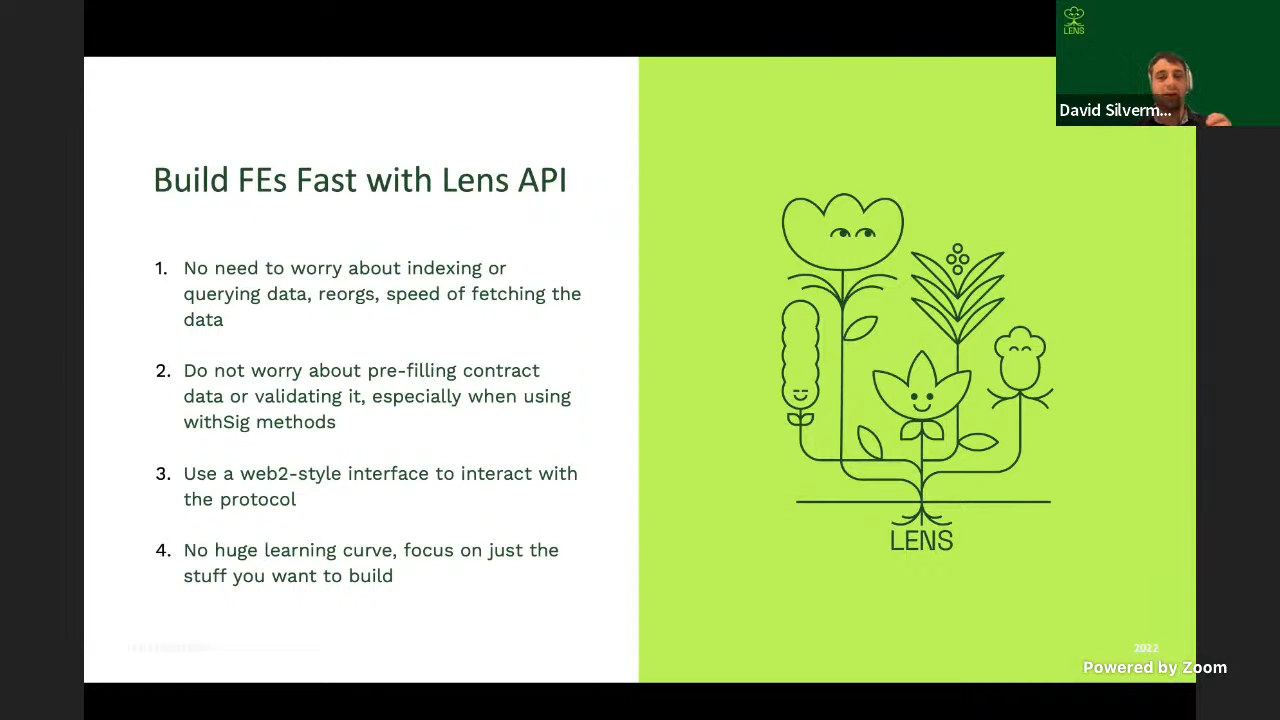 LENS
David Silverm...
Build FEs Fast with Lens API
1. No need to worry about indexing or
querying data, reorgs, speed of fetching the
data
2. Do not worry about pre-filling contract
data or validating it, especially when using
withSig methods
3. Use a web2-style interface to interact with
the protocol
4. No huge learning curve, focus on just the
stuff you want to build
LENS
2022
Powered by Zoom